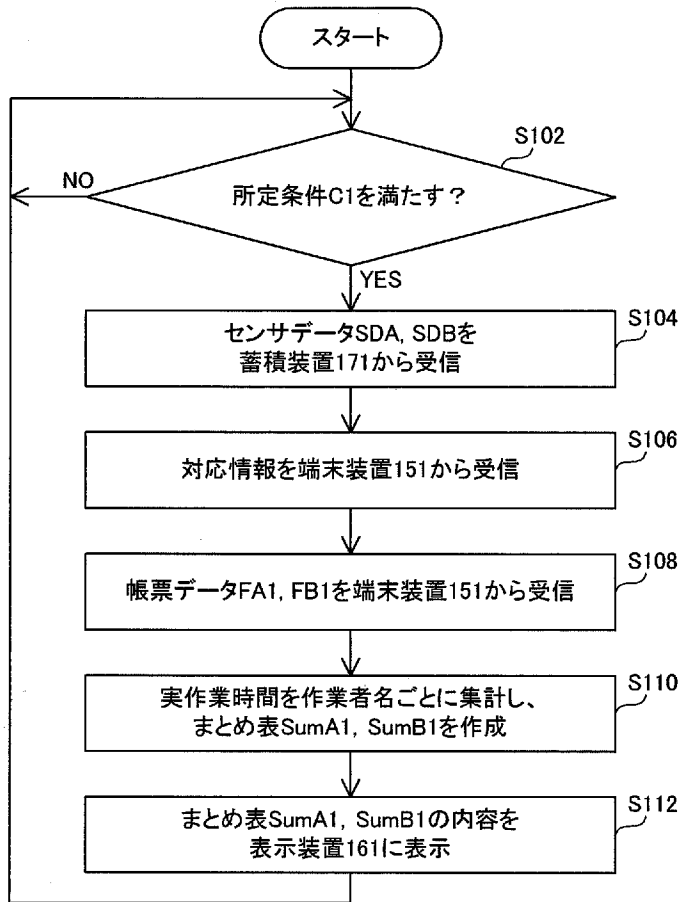 スタート
S102
NO
所定条件C1を満たす？
YES
S104
センサデータSDA, SDBを
蓄積装置171から受信
S106
対応情報を端末装置151から受信
S108
帳票データFA1, FB1を端末装置151から受信
S110
実作業時間を作業者名ごとに集計し、
まとめ表SumA1, SumB1を作成
S112
まとめ表SumA1, SumB1の内容を
表示装置161に表示